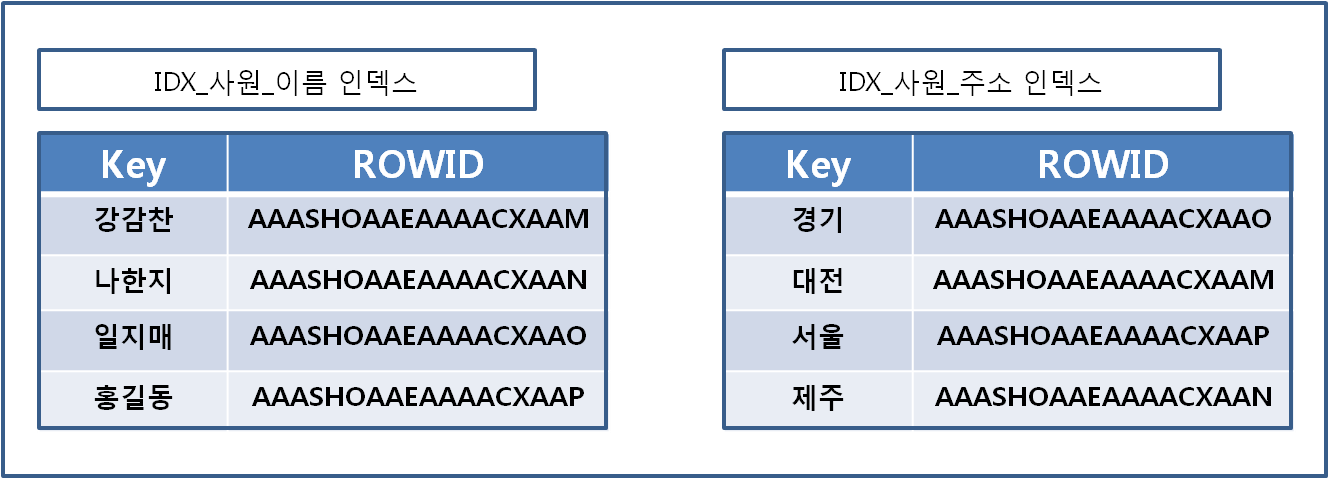 IDX_사원_이름 인덱스
Key ROWID
강감찬 AAASHOAAEAAAACXAAM
나한지 AAASHOAAEAAAACXAAN
일지매 AAASHOAAEAAAACXAAO
홍길동 AAASHOAAEAAAACXAAP
IDX_사원_주소 인덱스
Key ROWID
경기 AAASHOAAEAAAACXAAO
대전 AAASHOAAEAAAACXAAM
서울 AAASHOAAEAAAACXAAP
제주 AAASHOAAEAAAACXAAN